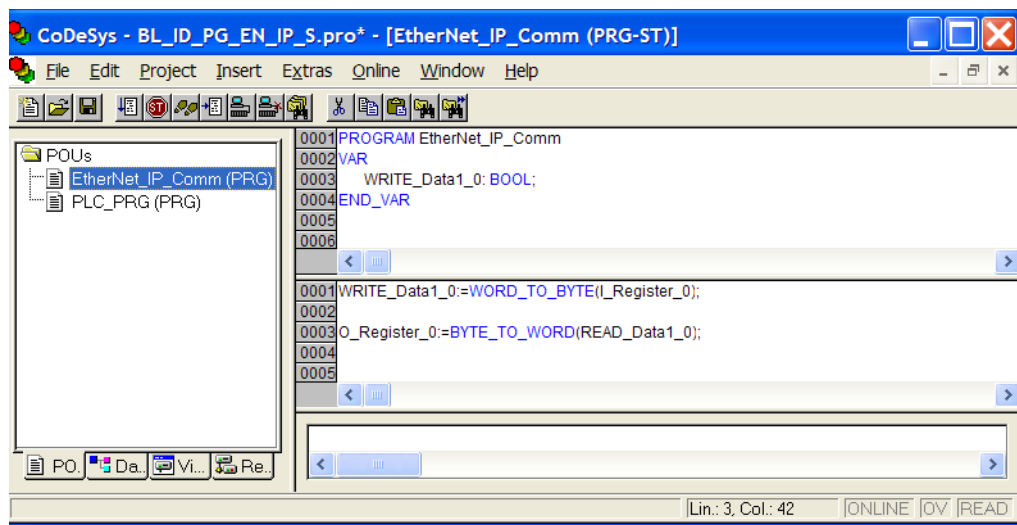 CoDeSys - BL_ID_PG_EN_IP_S.pro* - [EtherNet_IP_Comm (PRG-ST)]
File Edit Project Insert Extras Online Window Help
POUs
EtherNet_IP_Comm (PRG)
PLC_PRG (PRG)
0001 PROGRAM EtherNet_IP_Comm
0002 VAR
0003 WRITE_Data1_0: BOOL;
0004 END_VAR
0005
0006
0001 WRITE_Data1_0:=WORD_TO_BYTE(I_Register_0);
0002
0003 O_Register_0:=BYTE_TO_WORD(READ_Data1_0);
0004
0005
PO. Da.. Vi... Re..
Lin.: 3, Col.: 42 ONLINE OV READ